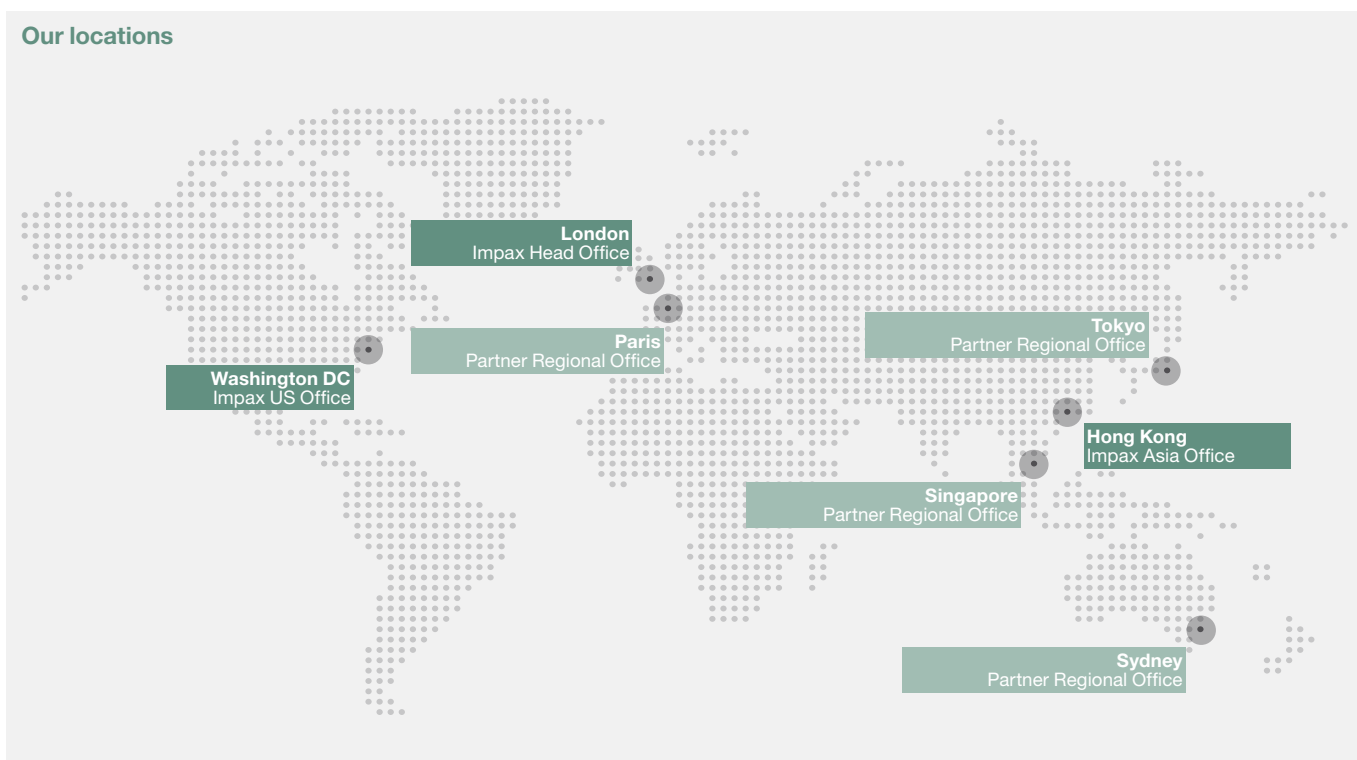 Our locations
London
Impax Head Office
Paris
Partner Regional Office
Tokyo
Partner Regional Office
Washington DC
Impax US Office
Hong Kong
Impax Asia Office
Singapore
Partner Regional Office
Sydney
Partner Regional Office